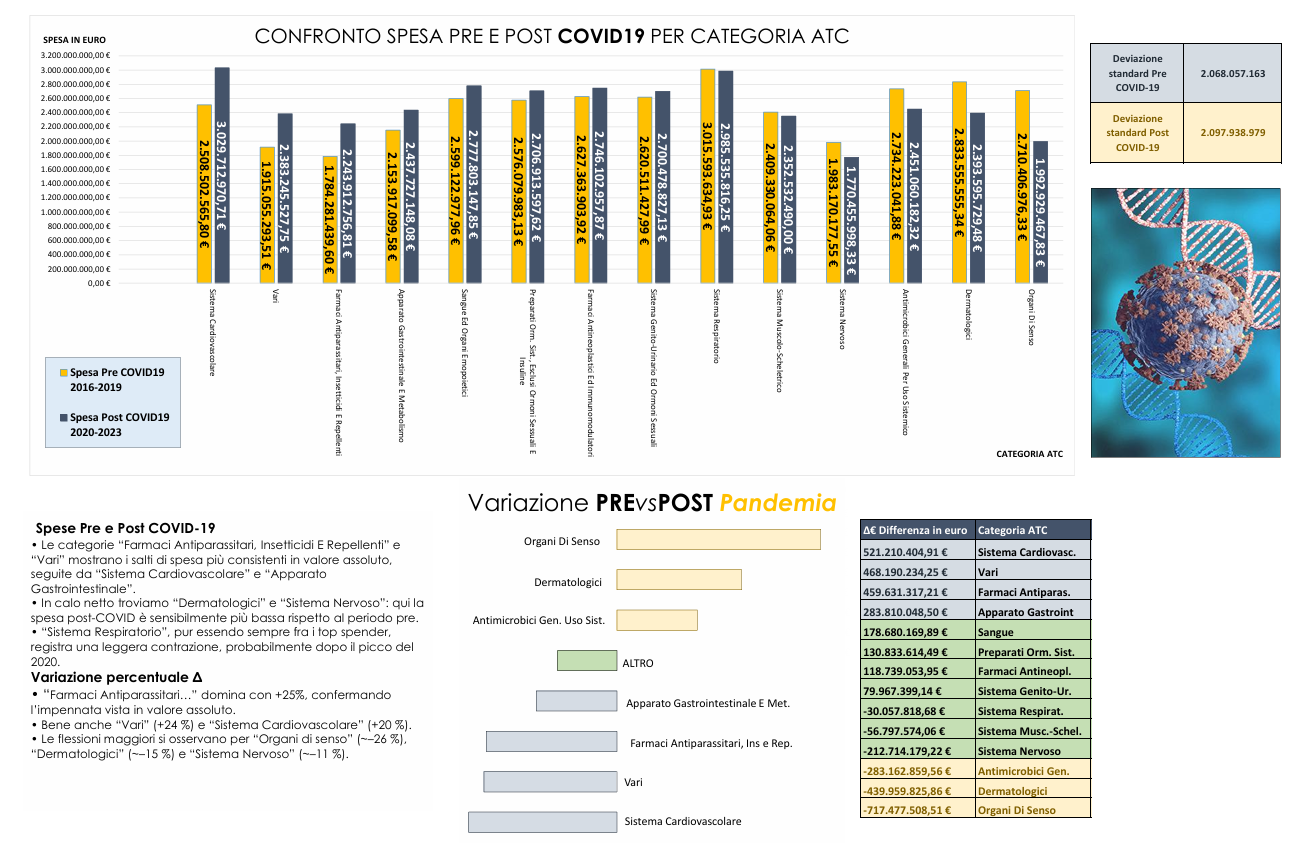 CONFRONTO SPESA PRE E POST COVID19 PER CATEGORIA ATC
SPESA IN EURO
3.200.000.000,00 €
3.000.000.000,00 €
2.800.000.000,00 €
2.600.000.000,00 €
2.400.000.000,00 €
2.200.000.000,00 €
2.000.000.000,00 €
1.800.000.000,00 €
1.600.000.000,00 €
1.400.000.000,00 €
1.200.000.000,00 €
1.000.000.000,00 €
800.000.000,00 €
600.000.000,00 €
400.000.000,00 €
200.000.000,00 €
0,00 €
2.508.502.565,80 €
3.029.712.970,71 €
1.915.055.293,51 €
2.383.245.527,75 €
1.784.281.439,60 €
2.243.912.756,81 €
2.153.917.099,58 €
2.437.727.148,08 €
2.599.122.977,96 €
2.777.803.147,85 €
2.576.079.983,13 €
2.706.913.597,62 €
2.627.363.903,92 €
2.746.102.957,87 €
2.620.511.427,99 €
2.700.478.827,13 €
3.015.593.634,93 €
2.985.535.816,25 €
2.409.330.064,06 €
2.352.532.490,00 €
1.983.170.177,55 €
1.770.455.998,33 €
2.734.223.041,88 €
2.451.060.182,32 €
2.833.555.555,34 €
2.393.595.729,48 €
2.710.406.976,33 €
1.992.929.467,83 €
Sistema Cardiovascolare
Vari
Farmaci Antiparassitari, Insetticidi E Repellenti
Apparato Gastrointestinale E Metabolismo
Sangue Ed Organi Emopoietici
Preparati Orm. Sist., Esclusi Ormoni Sessuali E
Insuline
Farmaci Antineoplastici Ed Immunomodulatori
Sistema Genito-Urinario Ed Ormoni Sessuali
Sistema Respiratorio
Sistema Muscolo-Scheletrico
Sistema Nervoso
Antimicrobici Generali Per Uso Sistemico
Dermatologici
Organi Di Senso
CATEGORIA ATC
Spesa Pre COVID19
2016-2019
Spesa Post COVID19
2020-2023
Deviazione
standard Pre
COVID-19
2.068.057.163
Deviazione
standard Post
COVID-19
2.097.938.979
Spese Pre e Post COVID-19
• Le categorie “Farmaci Antiparassitari, Insetticidi E Repellenti” e
“Vari” mostrano i salti di spesa più consistenti in valore assoluto,
seguite da “Sistema Cardiovascolare” e “Apparato
Gastrointestinale”.
• In calo netto troviamo “Dermatologici” e “Sistema Nervoso”: qui la
spesa post-COVID è sensibilmente più bassa rispetto al periodo pre.
• “Sistema Respiratorio”, pur essendo sempre fra i top spender,
registra una leggera contrazione, probabilmente dopo il picco del
2020.
Variazione percentuale Δ
• “Farmaci Antiparassitari…” domina con +25%, confermando
l’impennata vista in valore assoluto.
• Bene anche “Vari” (+24 %) e “Sistema Cardiovascolare” (+20 %).
• Le flessioni maggiori si osservano per “Organi di senso” (~–26 %),
“Dermatologici” (~–15 %) e “Sistema Nervoso” (~–11 %).
Variazione PREvsPOST Pandemia
Organi Di Senso
Dermatologici
Antimicrobici Gen. Uso Sist.
ALTRO
Apparato Gastrointestinale E Met.
Farmaci Antiparassitari, Ins e Rep.
Vari
Sistema Cardiovascolare
Δ€ Differenza in euro Categoria ATC
521.210.404,91 € Sistema Cardiovasc.
468.190.234,25 € Vari
459.631.317,21 € Farmaci Antiparas.
283.810.048,50 € Apparato Gastroint
178.680.169,89 € Sangue
130.833.614,49 € Preparati Orm. Sist.
118.739.053,95 € Farmaci Antineopl.
79.967.399,14 € Sistema Genito-Ur.
-30.057.818,68 € Sistema Respirat.
-56.797.574,06 € Sistema Musc.-Schel.
-212.714.179,22 € Sistema Nervoso
-283.162.859,56 € Antimicrobici Gen.
-439.959.825,86 € Dermatologici
-717.477.508,51 € Organi Di Senso